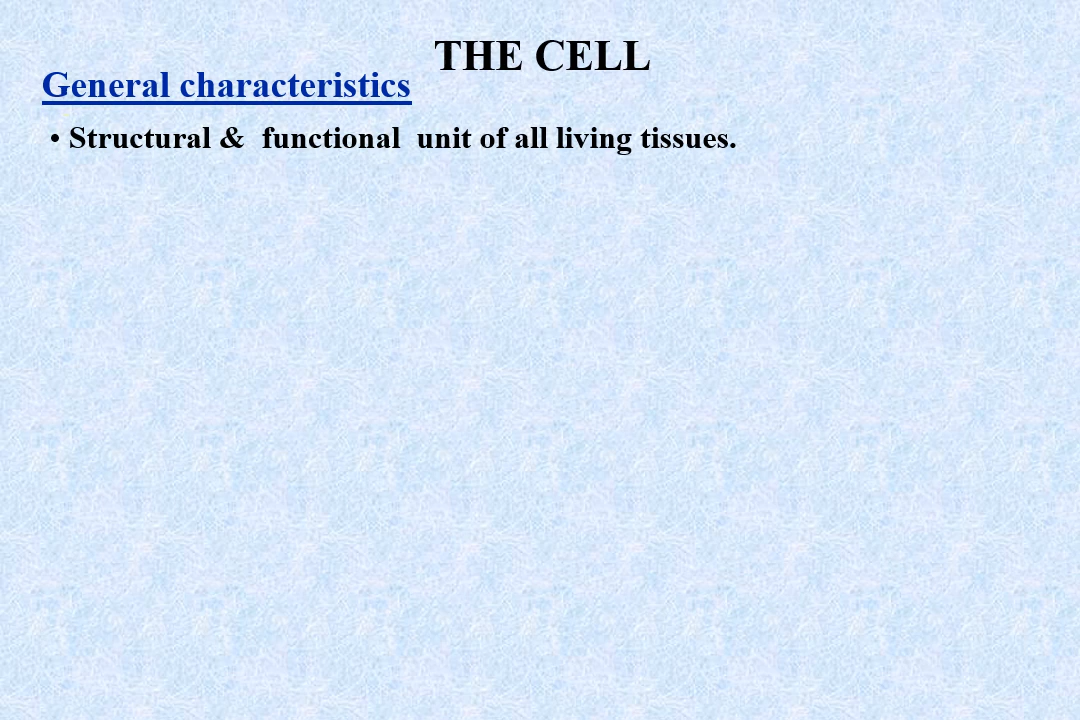 THE CELL
General characteristics
• Structural &  functional  unit of all living tissues.